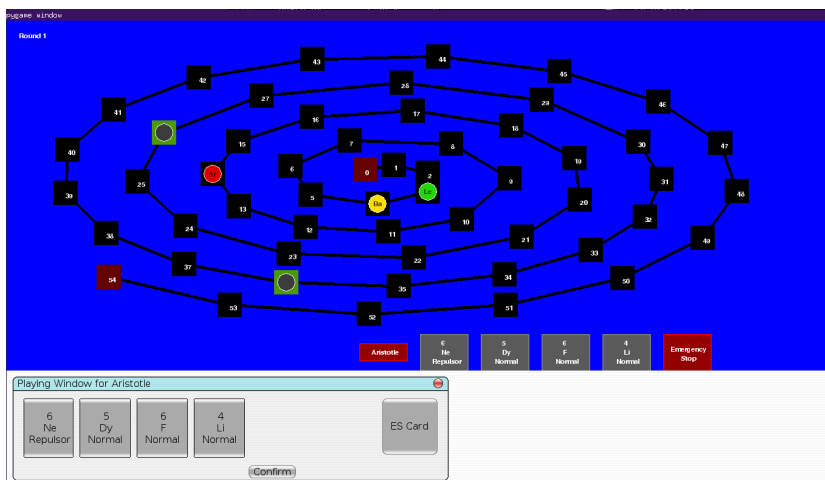 pygame window
Round 1
43
44
42
45
28
27
29
46
41
16
17
18
15
30
47
7
8
40
19
6
0
1
2
Ar
25
9
31
39
5
Le
48
Ba
13
20
12
10
32
38
24
11
21
33
49
23
22
37
34
50
54
35
53
52
51
Aristotle
6
Ne
Repulsor
5
Dy
Normal
6
F
Normal
4
Li
Normal
Emergency
Stop
Playing Window for Aristotle
6
Ne
Repulsor
5
Dy
Normal
6
F
Normal
4
Li
Normal
ES Card
Confirm